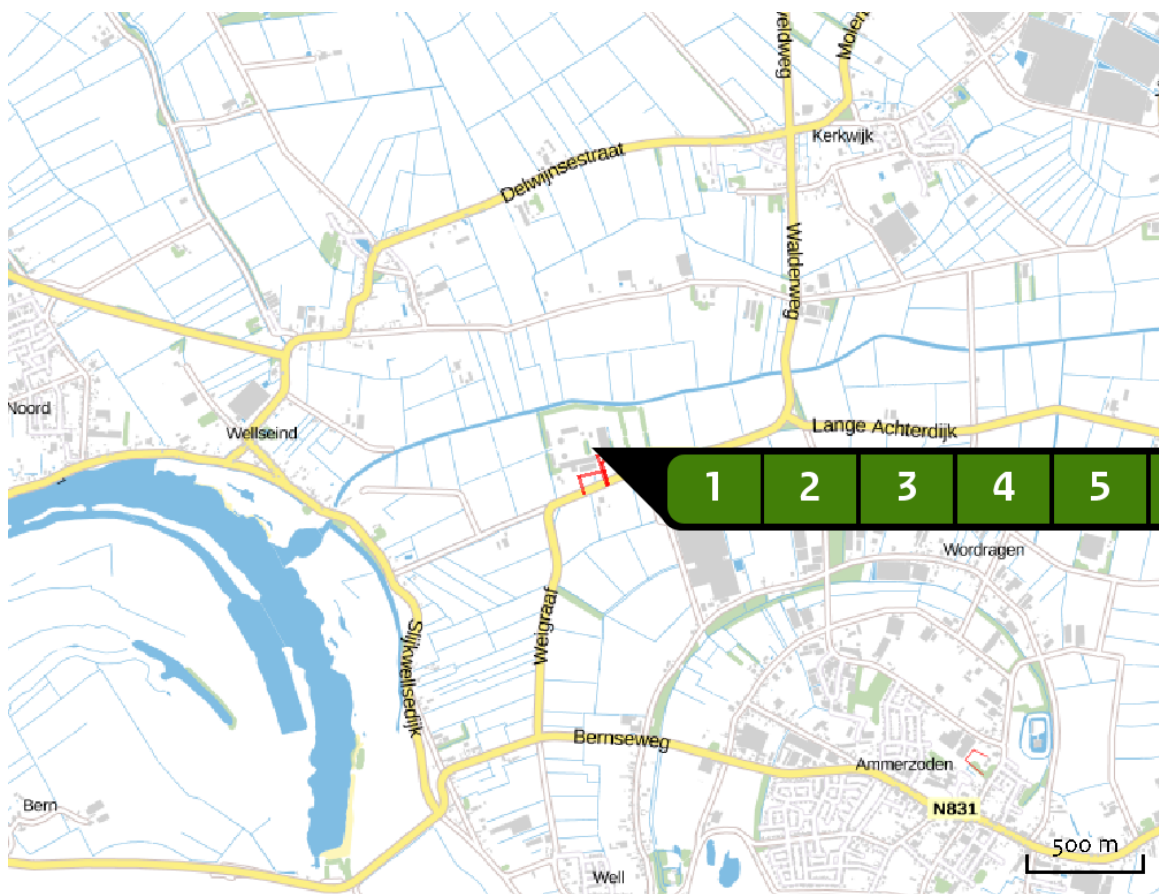 veldweg
Molen
Kerkwijk
Delwijnsestraat
Walderweg
Noord
Wellseind
Lange Achterdijk
1 2 3 4 5
Wordragen
Weigraaf
Slijkwellsedijk
Bernseweg
Ammerzoden
Bern
N831
500 m
Well